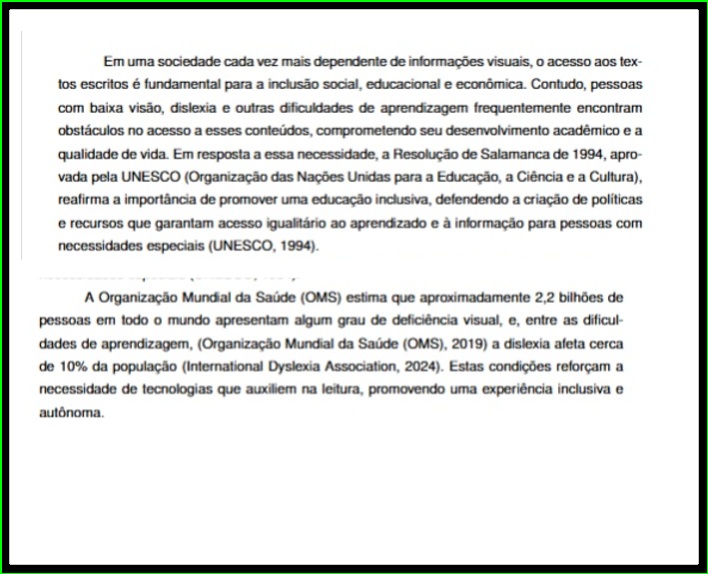 Em uma sociedade cada vez mais dependente de informações visuais, o acesso aos tex-
tos escritos é fundamental para a inclusão social, educacional e econômica. Contudo, pessoas
com baixa visão, dislexia e outras dificuldades de aprendizagem frequentemente encontram
obstáculos no acesso a esses conteúdos, comprometendo seu desenvolvimento acadêmico e a
qualidade de vida. Em resposta a essa necessidade, a Resolução de Salamanca de 1994, apro-
vada pela UNESCO (Organização das Nações Unidas para a Educação, a Ciência e a Cultura),
reafirma a importância de promover uma educação inclusiva, defendendo a criação de políticas
e recursos que garantam acesso igualitário ao aprendizado e à informação para pessoas com
necessidades especiais (UNESCO, 1994).
A Organização Mundial da Saúde (OMS) estima que aproximadamente 2,2 bilhões de
pessoas em todo o mundo apresentam algum grau de deficiência visual, e, entre as dificul-
dades de aprendizagem, (Organização Mundial da Saúde (OMS), 2019) a dislexia afeta cerca
de 10% da população (International Dyslexia Association, 2024). Estas condições reforçam a
necessidade de tecnologias que auxiliem na leitura, promovendo uma experiência inclusiva e
autônoma.